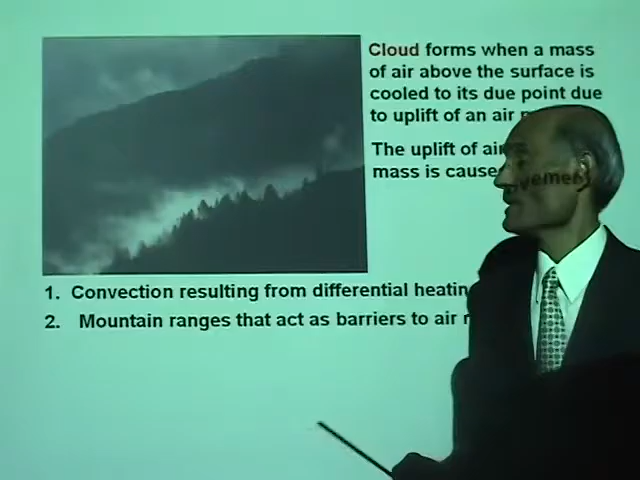 Cloud forms when a mass
of air above the surface is
cooled to its due point due
to uplift of an air
The uplift of air
mass is cause
vemen
1. Convection resulting from differential heatin
2. Mountain ranges that act as barriers to air